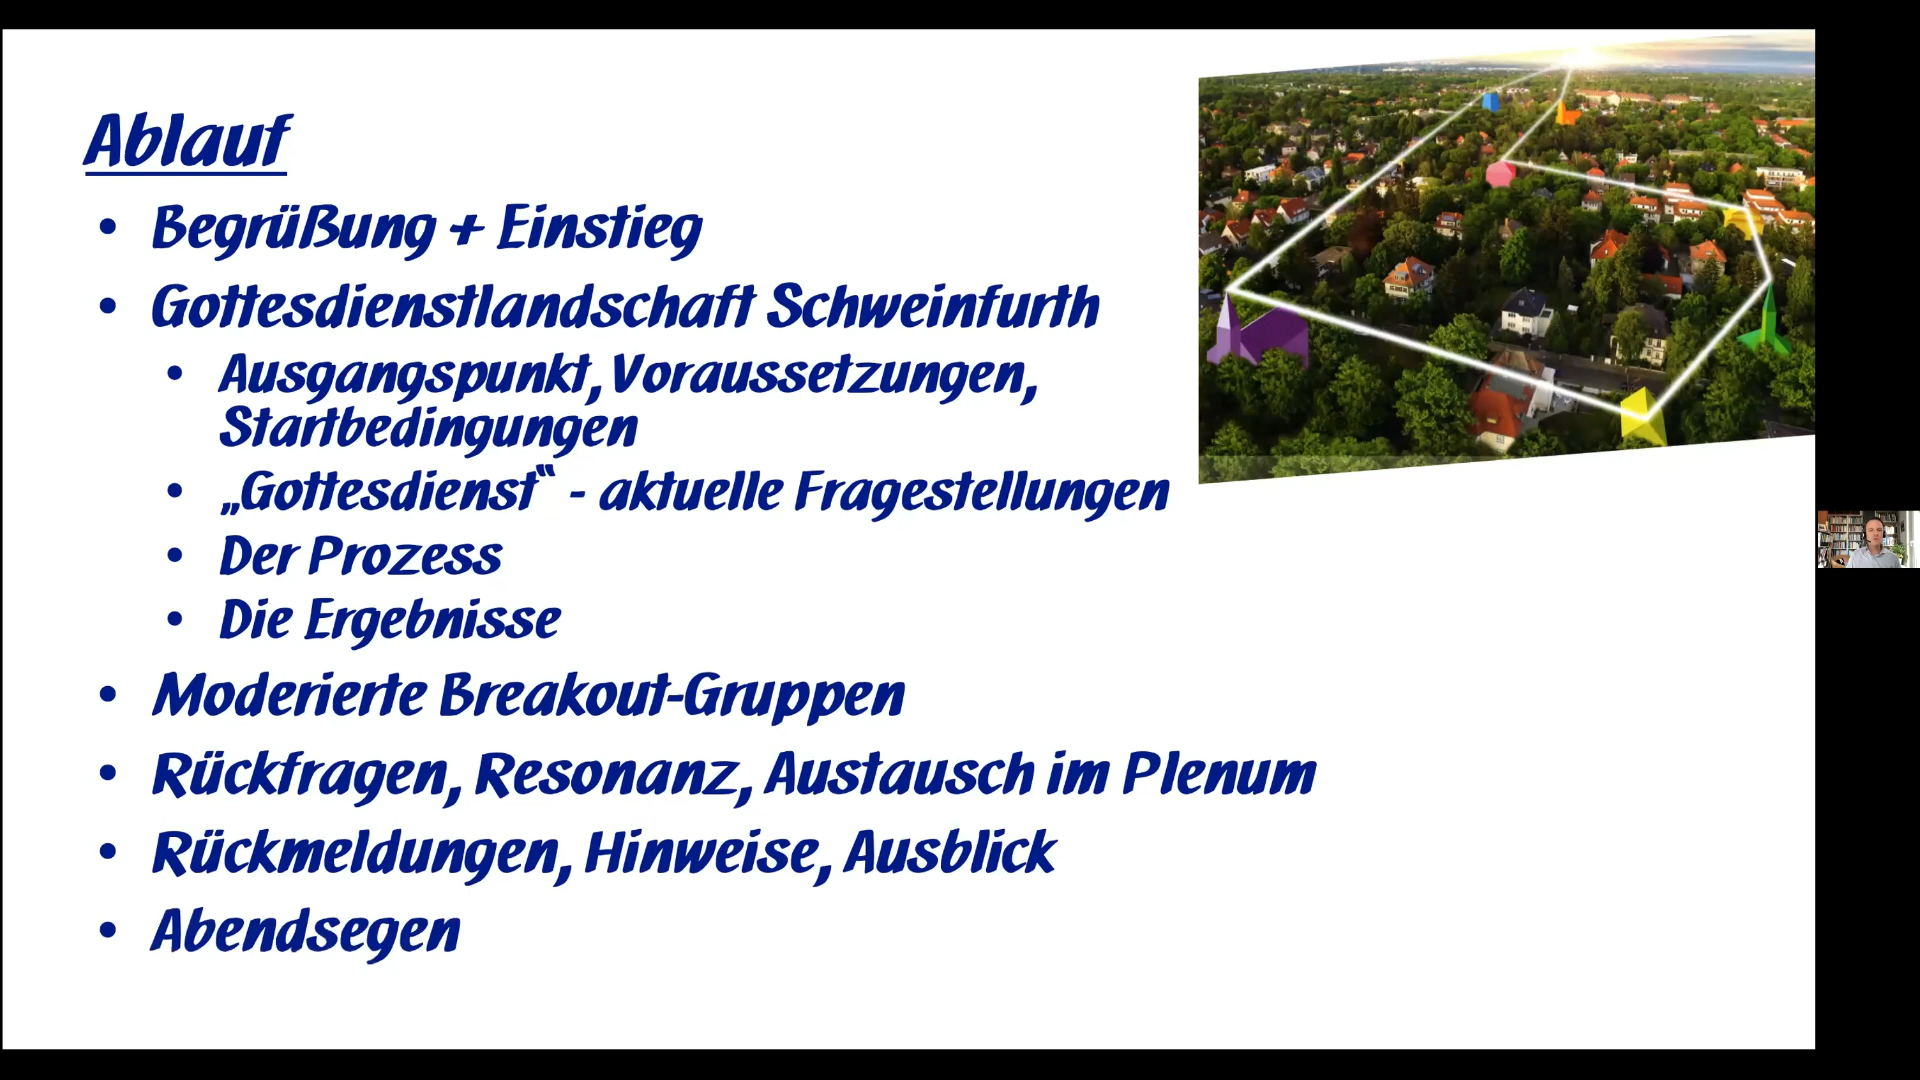 Ablauf
• Begrüßung + Einstieg
• Gottesdienstlandschaft Schweinfurth
• Ausgangspunkt, Voraussetzungen,
Startbedingungen
• „Gottesdienst“ - aktuelle Fragestellungen
• Der Prozess
• Die Ergebnisse
• Moderierte Breakout-Gruppen
• Rückfragen, Resonanz, Austausch im Plenum
• Rückmeldungen, Hinweise, Ausblick
• Abendsegen